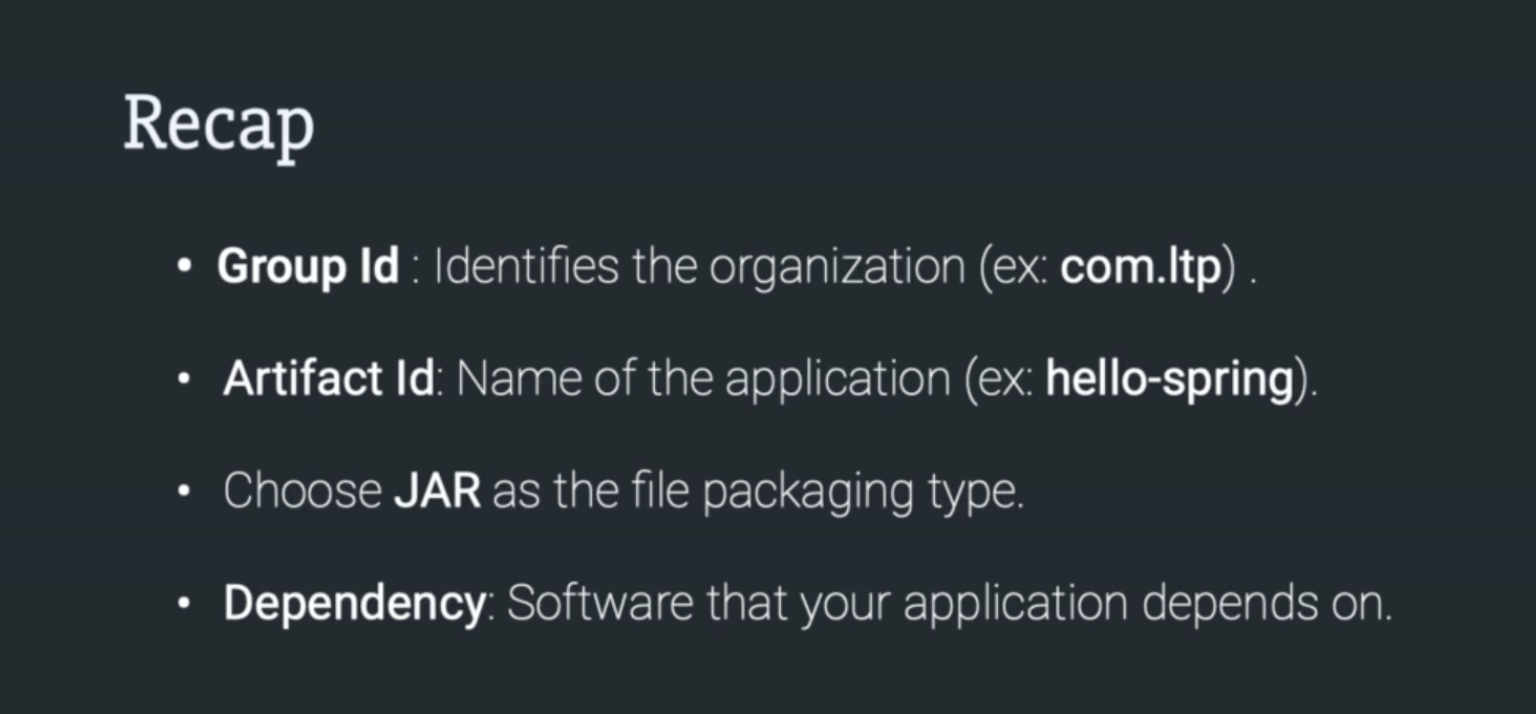 Recap
• Group Id : Identifies the organization (ex: com.ltp) .
• Artifact Id: Name of the application (ex: hello-spring).
• Choose JAR as the file packaging type.
• Dependency: Software that your application depends on.